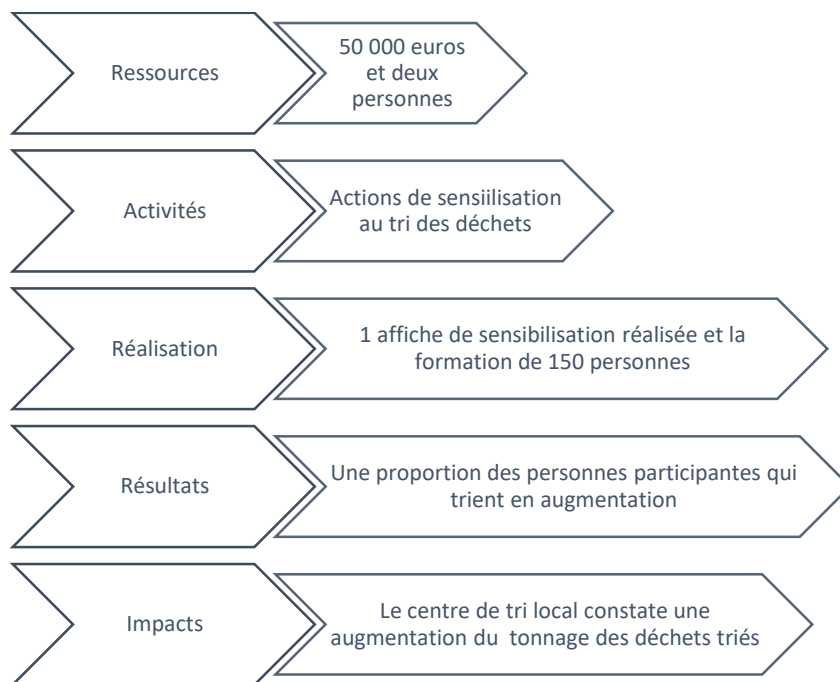 Ressources
50 000 euros
et deux
personnes
Activités
Actions de sensiilisation
au tri des déchets
Réalisation
1 affiche de sensibilisation réalisée et la
formation de 150 personnes
Résultats
Une proportion des personnes participantes qui
trient en augmentation
Impacts
Le centre de tri local constate une
augmentation du  tonnage des déchets triés